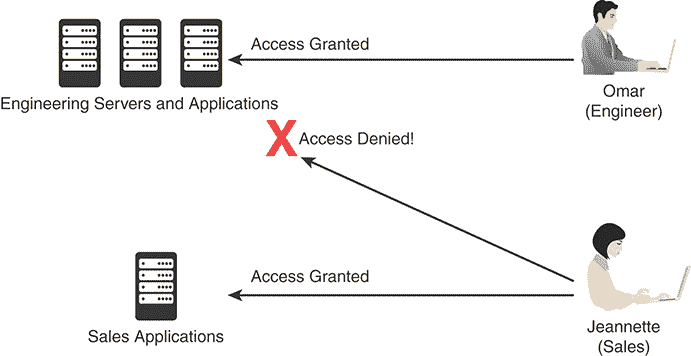 Access Granted
Engineering Servers and Applications
Omar
(Engineer)
X
Access Denied!
Access Granted
Sales Applications
Jeannette
(Sales)